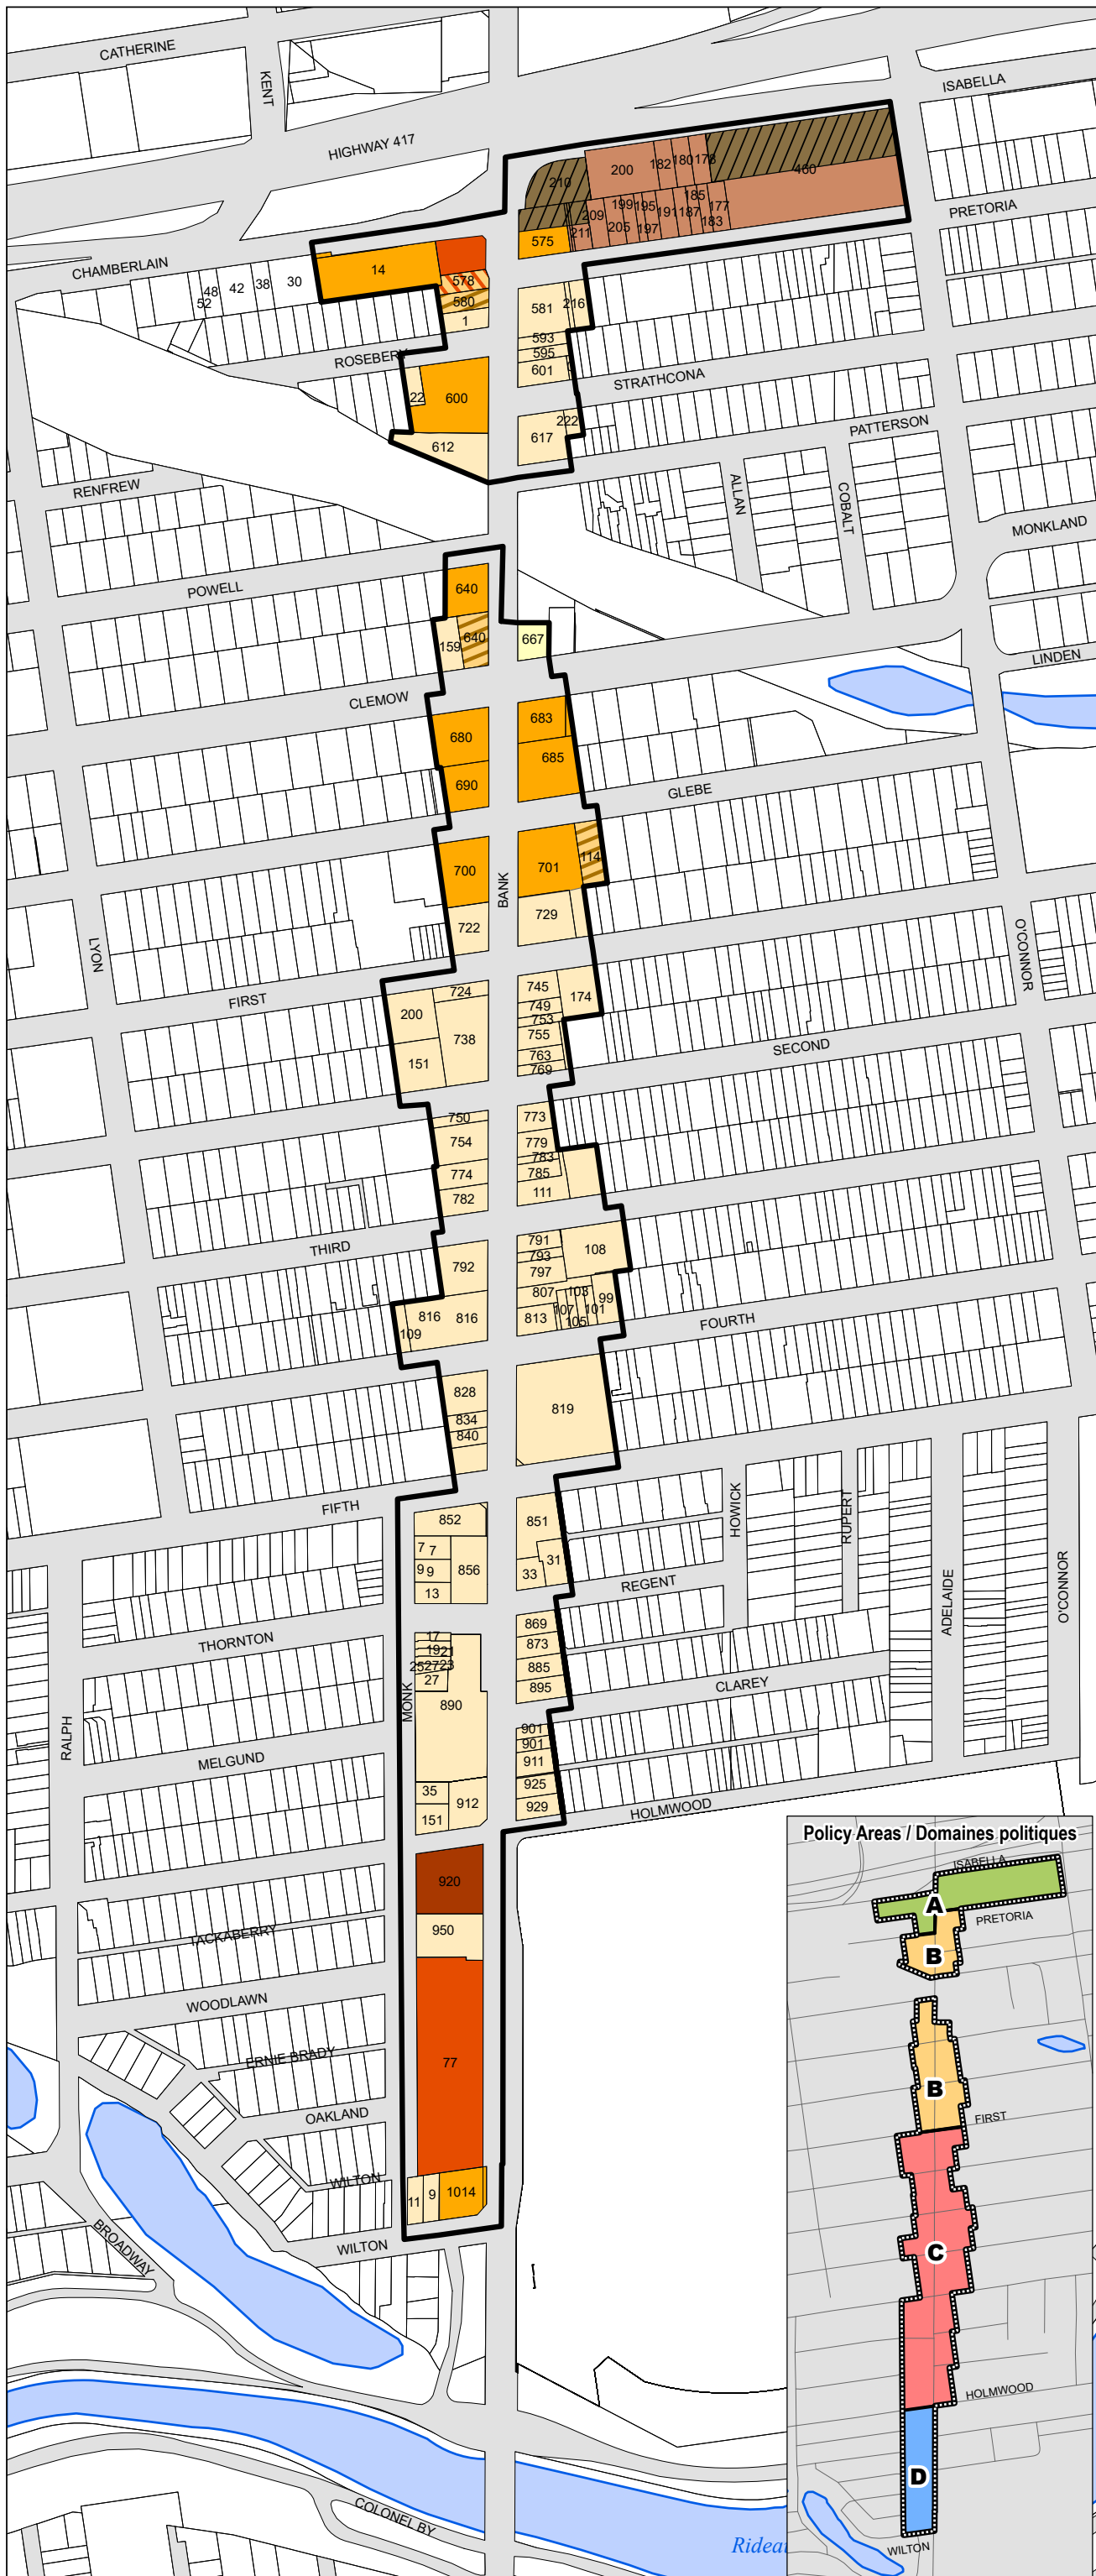 CATHERINE
KENT
ISABELLA
HIGHWAY 417
200 182 180 178
210 460
199 195 185
209 191 187 177
211 205 197 183
PRETORIA
575
CHAMBERLAIN
14
578
48 42 38 30
52
580
1
581 216
593
595
601
ROSEBERY
STRATHCONA
22 600
222
617
612
PATTERSON
ALLAN
COBALT
RENFREW
MONKLAND
POWELL
640
159 640
667
LINDEN
CLEMOW
683
680
685
690
GLEBE
701 114
700
BANK
729
722
LYON
O'CONNOR
FIRST
724
200
738
151
745 174
749
753
755
763
769
SECOND
750
754
774
782
773
779
783
785
111
THIRD
791
793
797
108
792
807 103 99
813 107 101
105
816 816
109
FOURTH
828
834
840
819
FIFTH
HOWICK
RUPERT
ADELAIDE
O'CONNOR
852
7 7
9 9 856
13
851
31
33
REGENT
THORNTON
17
19 21
25 27 23
27
890
869
873
885
895
CLAREY
MONK
RALPH
MELGUND
901
901
911
925
929
35
912
151
HOLMWOOD
920
950
TACKABERRY
WOODLAWN
ERNIE BRADY
77
OAKLAND
WILTON
11 9 1014
WILTON
BROADWAY
COLONEL BY
Policy Areas / Domaines politiques
ISABELLA
A
PRETORIA
B
B
FIRST
C
HOLMWOOD
D
WILTON